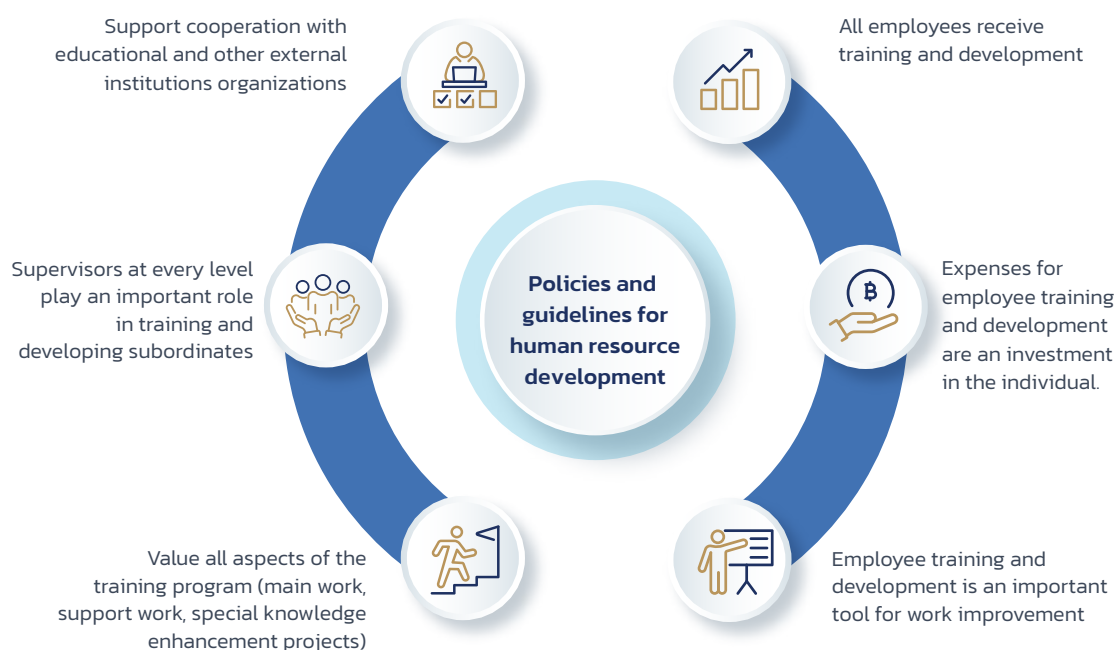 Support cooperation with
educational and other external
institutions organizations
All employees receive
training and development
Supervisors at every level
play an important role
in training and
developing subordinates
Policies and
guidelines for
human resource
development
Expenses for
employee training
and development
are an investment
in the individual.
Value all aspects of the
training program (main work,
support work, special knowledge
enhancement projects)
Employee training and
development is an important
tool for work improvement